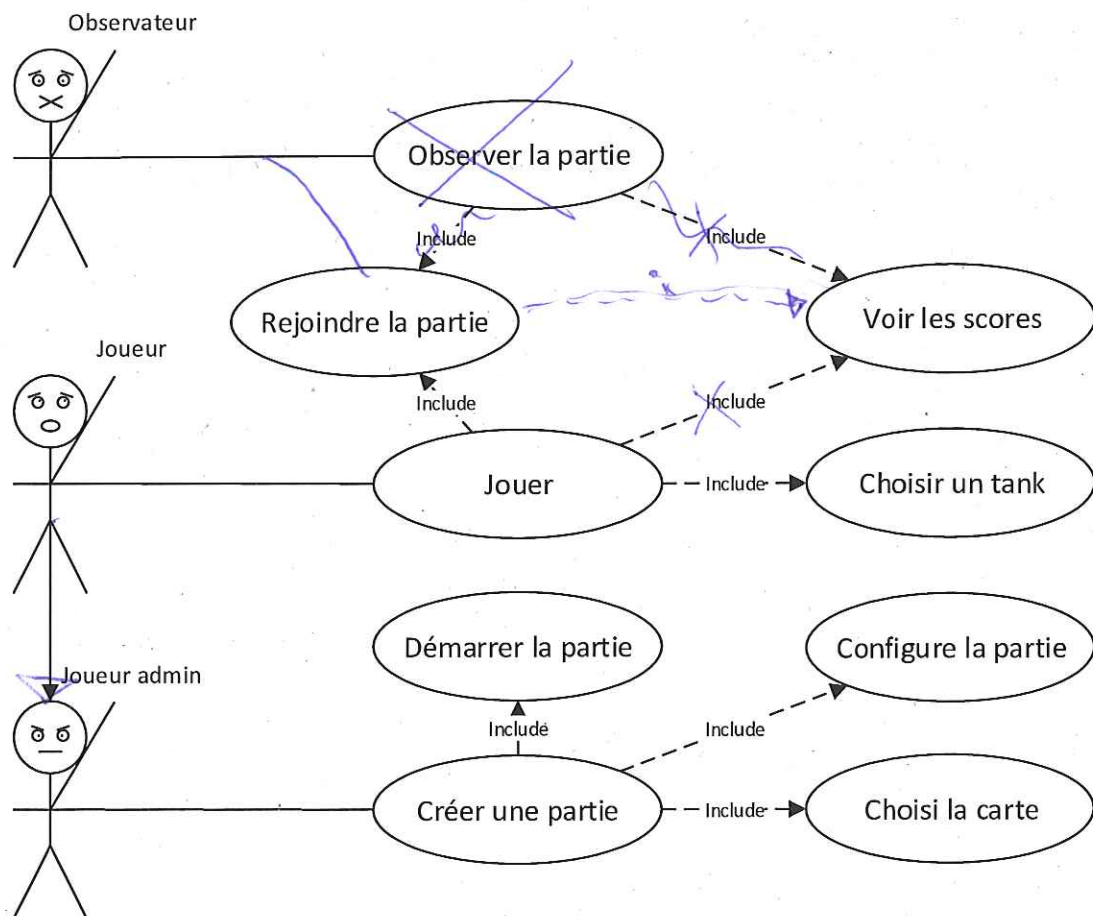 Observateur
Observer la partie
Include
Include
Rejoindre la partie
Voir les scores
Joueur
Include
Include
Jouer
Include
Choisir un tank
Démarrer la partie
Configure la partie
Joueur admin
Include
Include
Créer une partie
Include
Choisi la carte